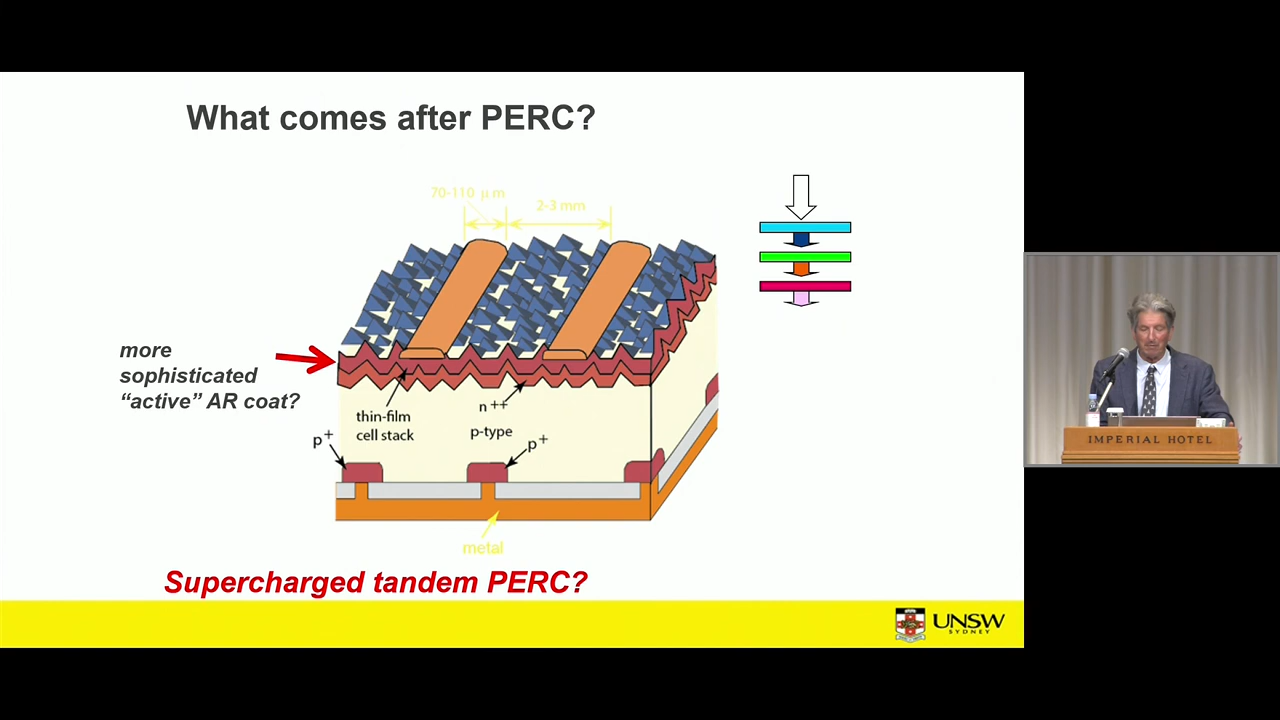 What comes after PERC?
70-110 µm
2-3 mm
more
sophisticated
“active” AR coat?
thin-film
cell stack
n++
p-type
p+
p+
metal
Supercharged tandem PERC?
UNSW
SYDNEY
IMPERIAL HOTEL